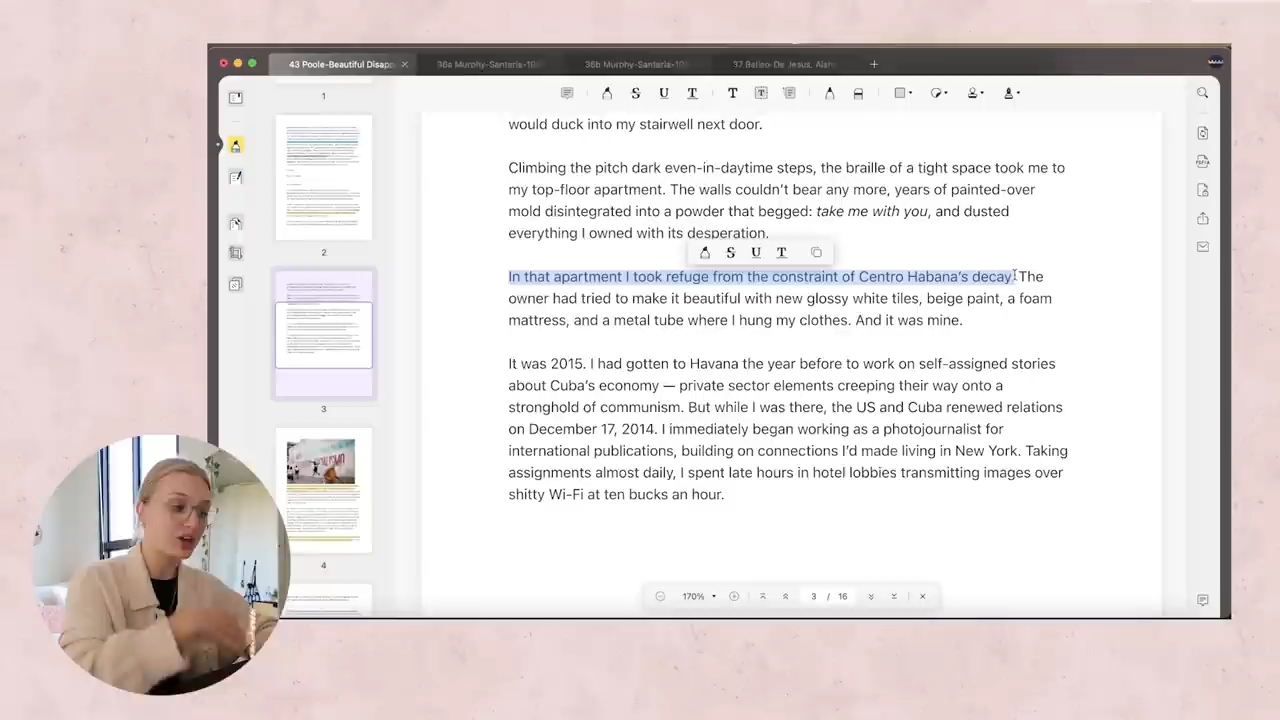 43 Poole-Beautiful Disapp
36a Murphy-Santeria-19
36b Murphy-Santeria-19
37 Beliso-De Jesus, Aisha
1
would duck into my stairwell next door.
Climbing the pitch dark even-in-daytime steps, the braille of a tight space took me to
my top-floor apartment. The walls couldn't bear any more, years of painted-over
mold disintegrated into a powder that begged: take me with you, and dusted
everything I owned with its desperation.
2
In that apartment I took refuge from the constraint of Centro Habana's decay. The
owner had tried to make it beautiful with new glossy white tiles, beige paint, a foam
mattress, and a metal tube where I hung my clothes. And it was mine.
It was 2015. I had gotten to Havana the year before to work on self-assigned stories
about Cuba's economy — private sector elements creeping their way onto a
stronghold of communism. But while I was there, the US and Cuba renewed relations
3
on December 17, 2014. I immediately began working as a photojournalist for
international publications, building on connections I'd made living in New York. Taking
assignments almost daily, I spent late hours in hotel lobbies transmitting images over
shitty Wi-Fi at ten bucks an hour.
4
170%
3 / 16